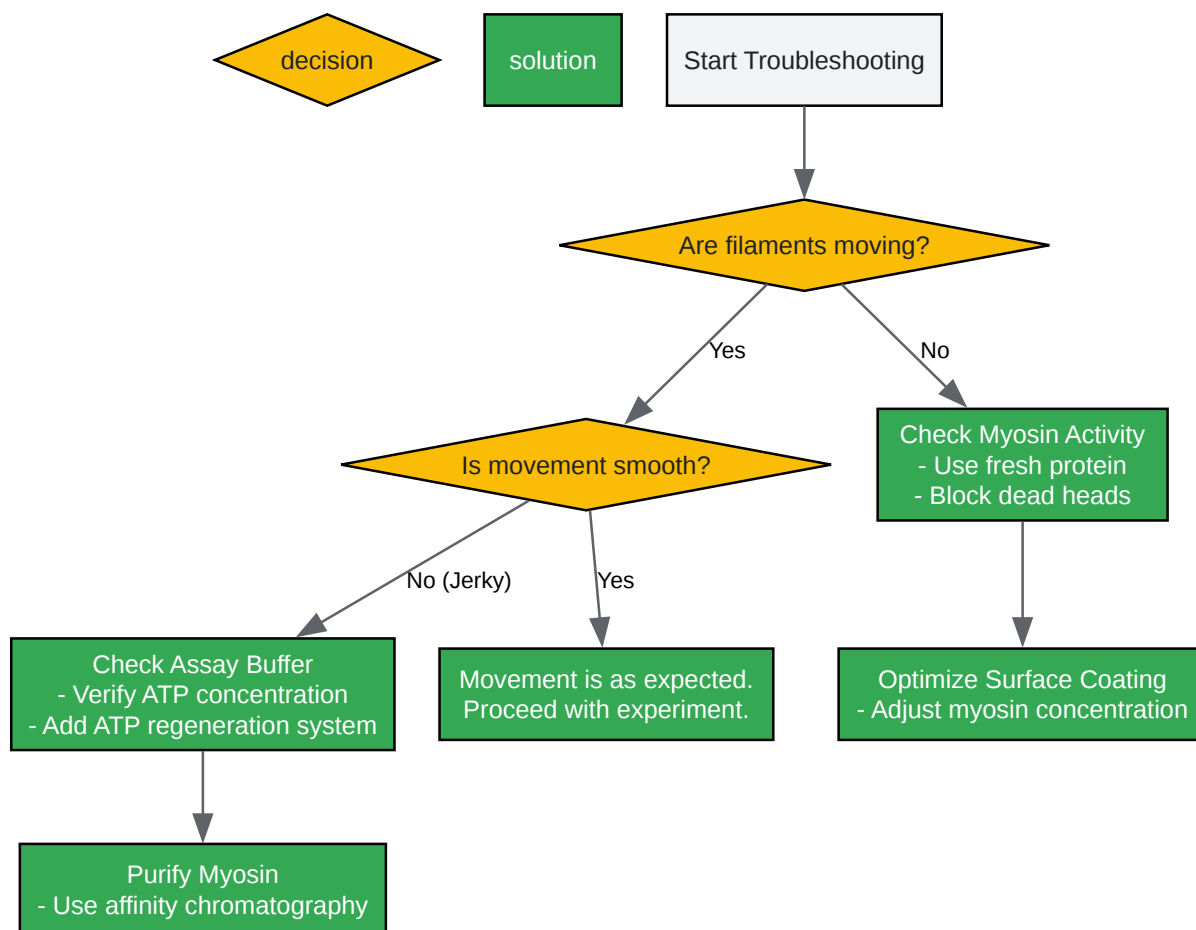 decision
solution
Start Troubleshooting
Are filaments moving?
Yes
No
Is movement smooth?
Check Myosin Activity
- Use fresh protein
- Block dead heads
No (Jerky)
Yes
Check Assay Buffer
- Verify ATP concentration
- Add ATP regeneration system
Movement is as expected.
Proceed with experiment.
Optimize Surface Coating
- Adjust myosin concentration
Purify Myosin
- Use affinity chromatography